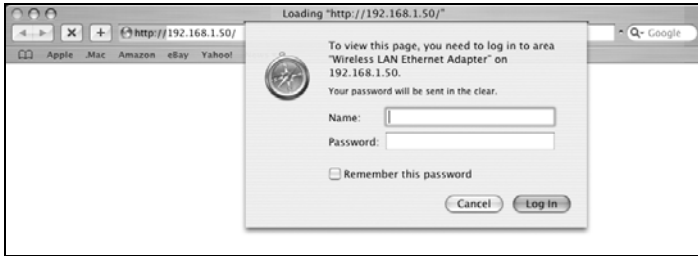 Loading "http://192.168.1.50/"
http://192.168.1.50/
Q- Google
Apple .Mac Amazon eBay Yahoo!
To view this page, you need to log in to area
"Wireless LAN Ethernet Adapter" on
192.168.1.50.
Your password will be sent in the clear.
Name:
Password:
Remember this password
Cancel Log In